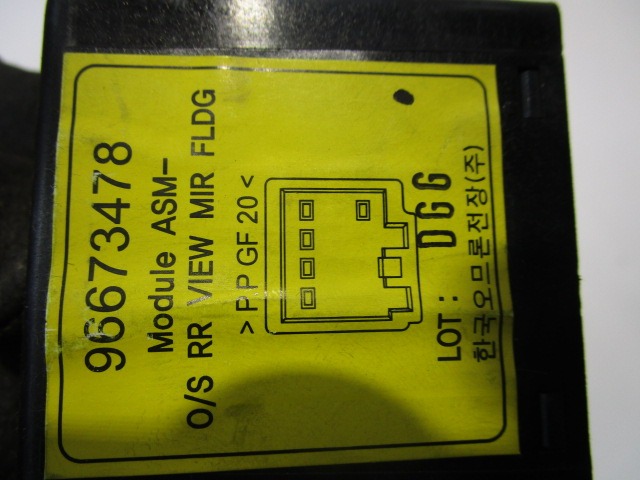 96673478
Module ASM-
O/S RR VIEW MIR FLDG
> P P GF 20 <
LOT : DGG
한국오므론전장(주)